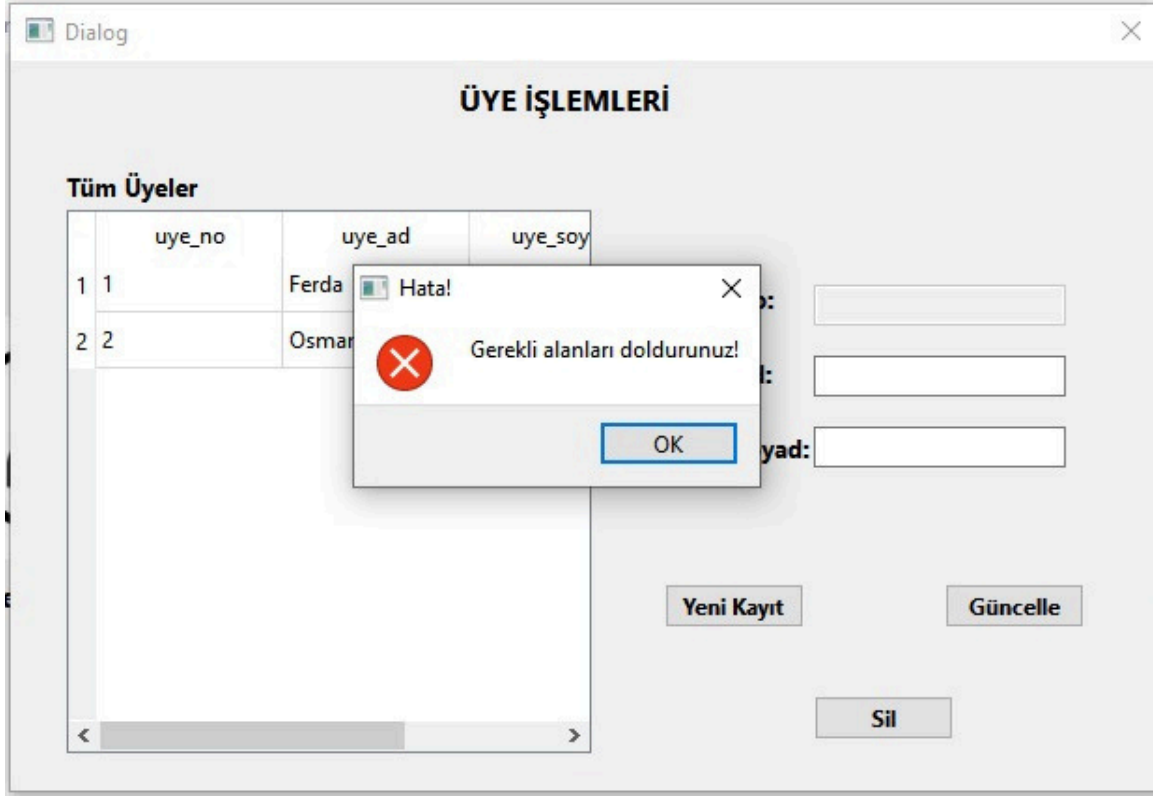 Dialog
ÜYE İŞLEMLERİ
Tüm Üyeler
uye_no uye_ad uye_soy
1 1 Ferda
2 2 Osman
Hata!
Gerekli alanları doldurunuz!
OK
yad:
Yeni Kayıt Güncelle
Sil